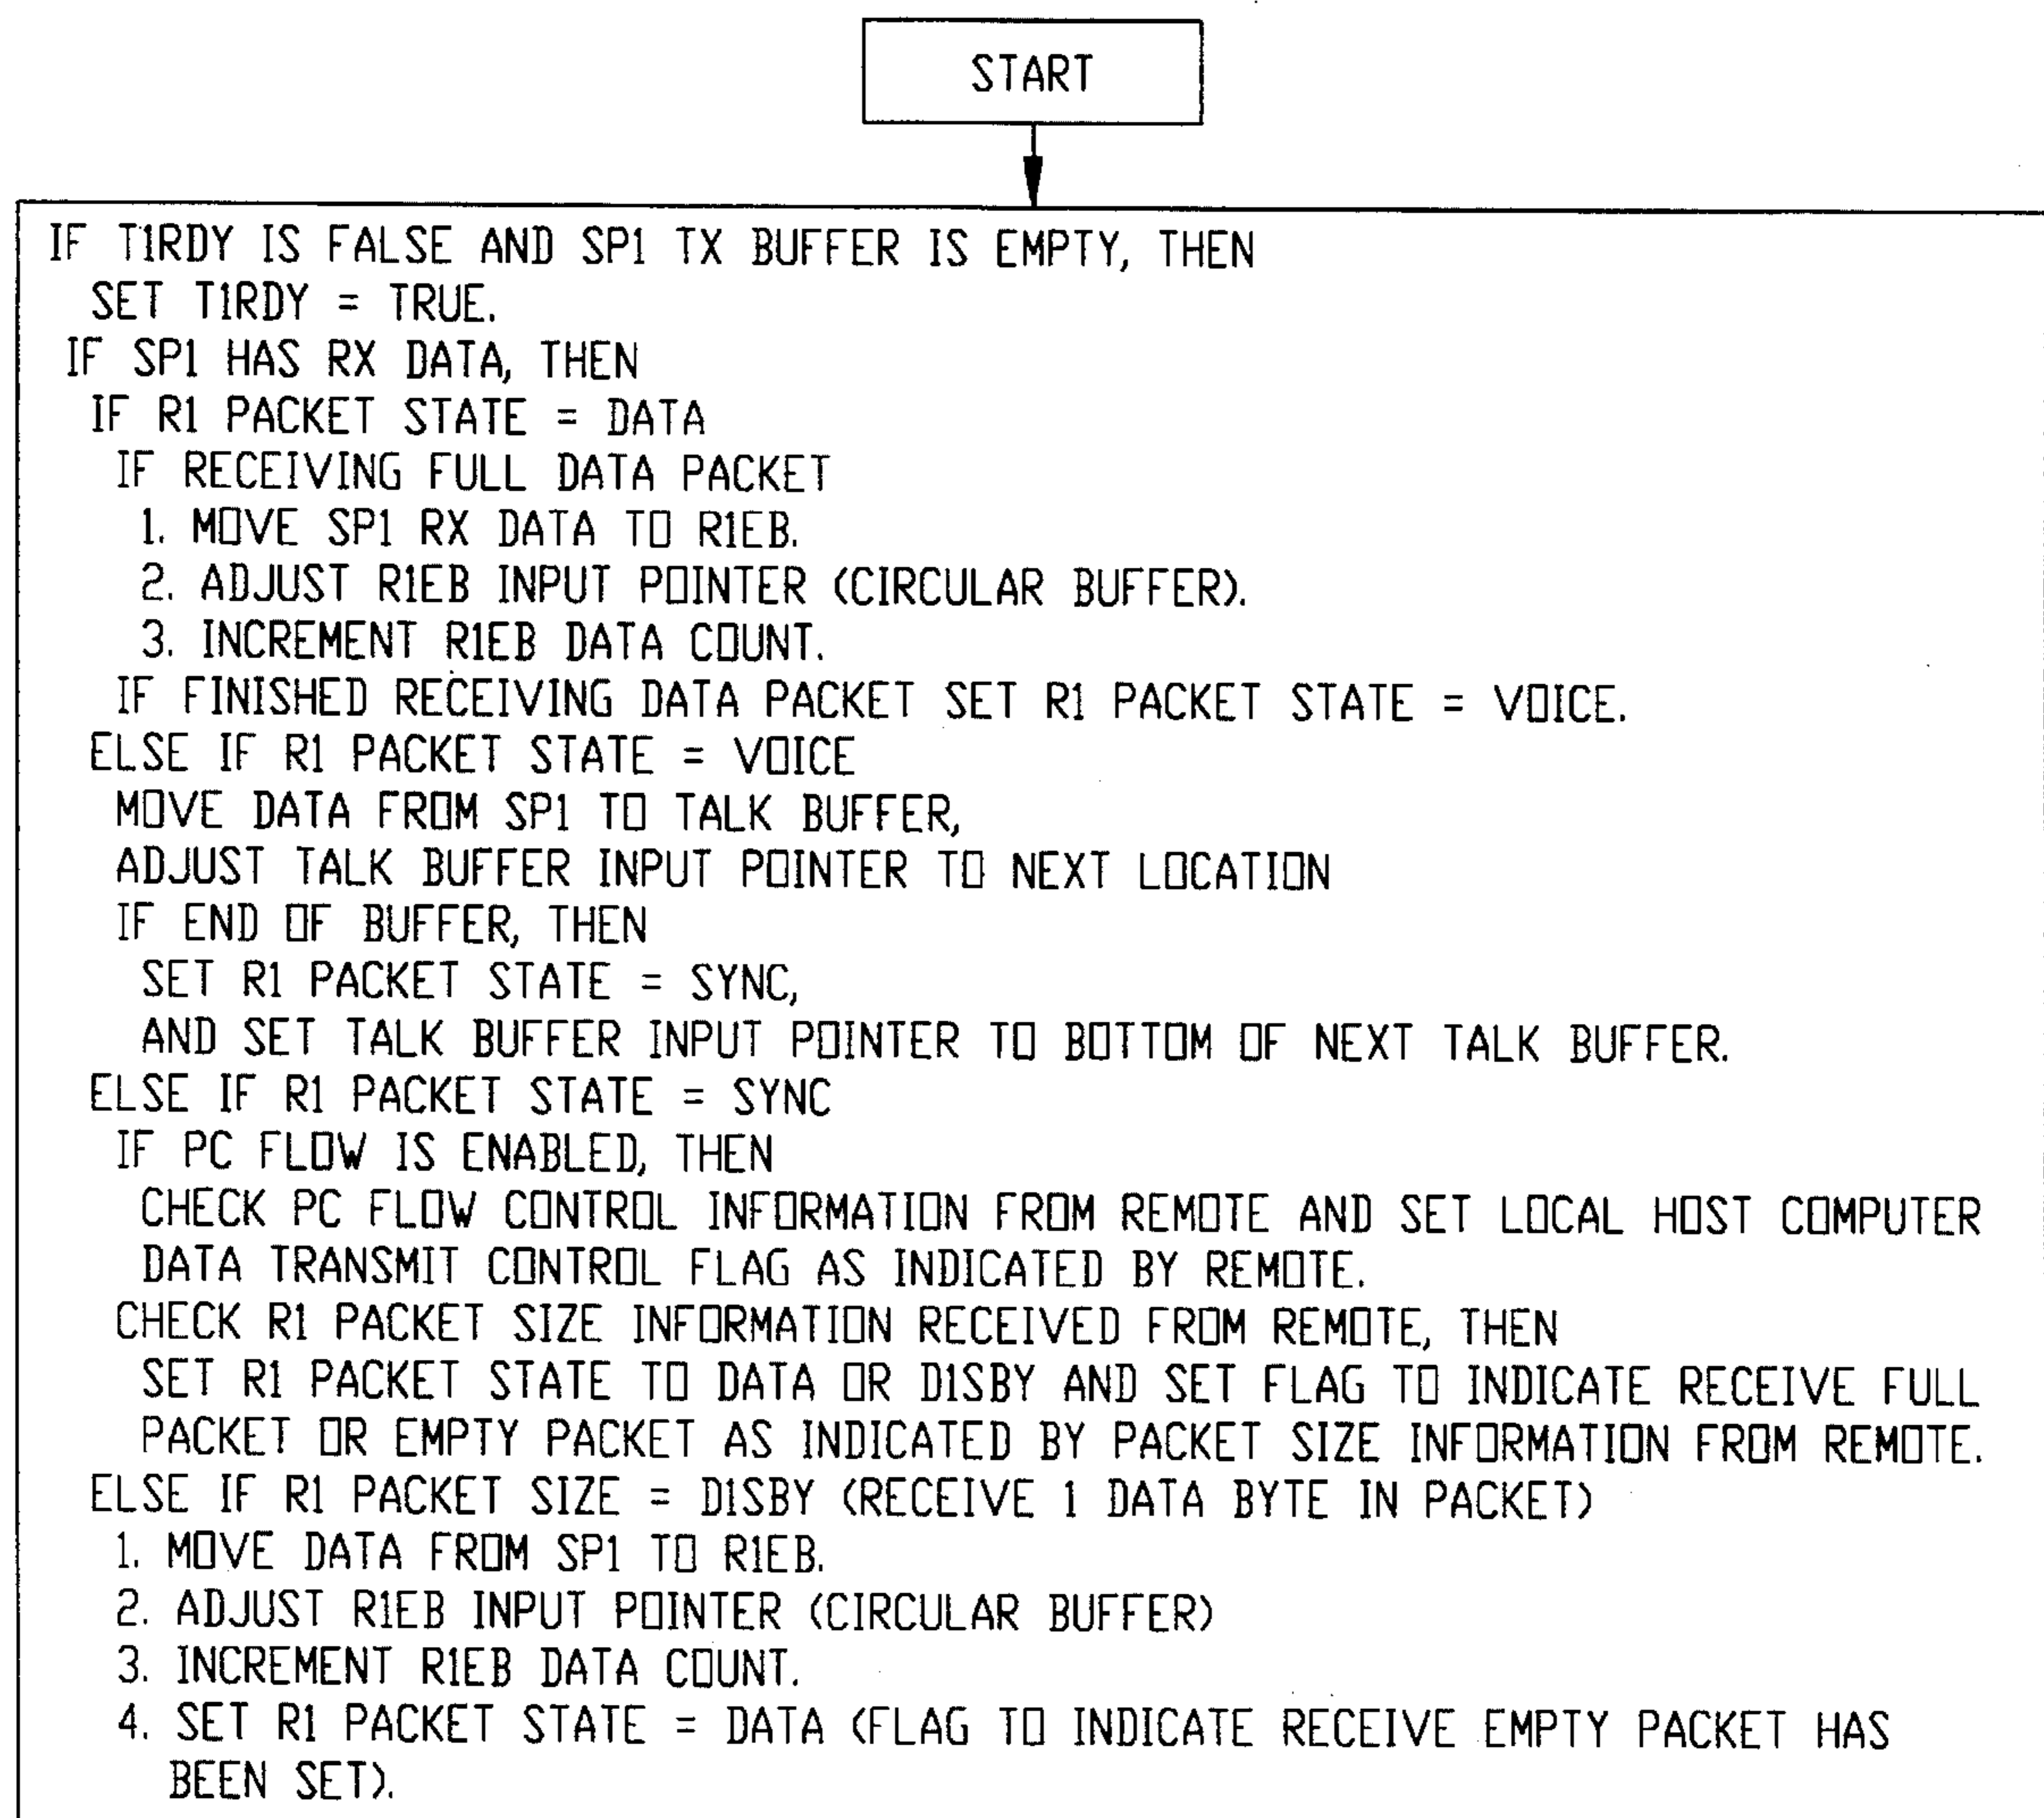 START
IF T1RDY IS FALSE AND SP1 TX BUFFER IS EMPTY, THEN
SET T1RDY = TRUE.
IF SP1 HAS RX DATA, THEN
IF R1 PACKET STATE = DATA
IF RECEIVING FULL DATA PACKET
1. MOVE SP1 RX DATA TO R1EB.
2. ADJUST R1EB INPUT POINTER (CIRCULAR BUFFER).
3. INCREMENT R1EB DATA COUNT.
IF FINISHED RECEIVING DATA PACKET SET R1 PACKET STATE = VOICE.
ELSE IF R1 PACKET STATE = VOICE
MOVE DATA FROM SP1 TO TALK BUFFER,
ADJUST TALK BUFFER INPUT POINTER TO NEXT LOCATION
IF END OF BUFFER, THEN
SET R1 PACKET STATE = SYNC,
AND SET TALK BUFFER INPUT POINTER TO BOTTOM OF NEXT TALK BUFFER.
ELSE IF R1 PACKET STATE = SYNC
IF PC FLOW IS ENABLED, THEN
CHECK PC FLOW CONTROL INFORMATION FROM REMOTE AND SET LOCAL HOST COMPUTER
DATA TRANSMIT CONTROL FLAG AS INDICATED BY REMOTE.
CHECK R1 PACKET SIZE INFORMATION RECEIVED FROM REMOTE, THEN
SET R1 PACKET STATE TO DATA OR D1SBY AND SET FLAG TO INDICATE RECEIVE FULL
PACKET OR EMPTY PACKET AS INDICATED BY PACKET SIZE INFORMATION FROM REMOTE.
ELSE IF R1 PACKET SIZE = D1SBY (RECEIVE 1 DATA BYTE IN PACKET)
1. MOVE DATA FROM SP1 TO R1EB.
2. ADJUST R1EB INPUT POINTER (CIRCULAR BUFFER)
3. INCREMENT R1EB DATA COUNT.
4. SET R1 PACKET STATE = DATA (FLAG TO INDICATE RECEIVE EMPTY PACKET HAS
BEEN SET).